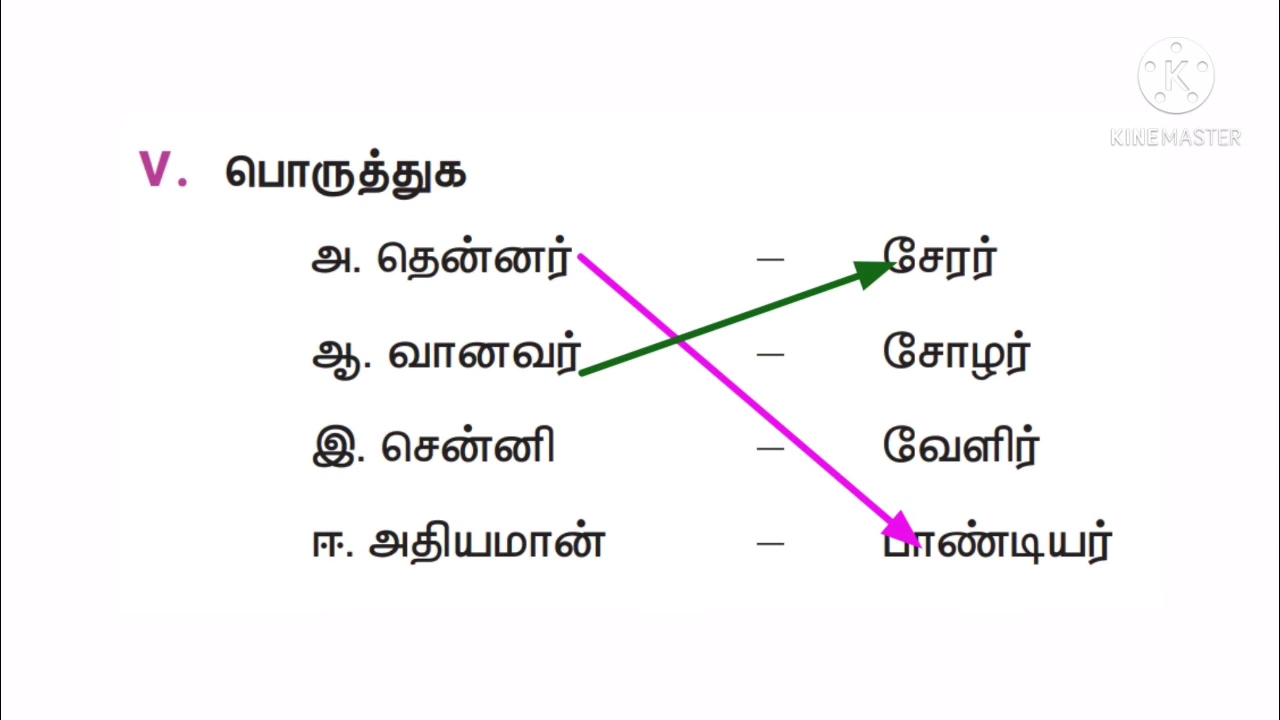 KINEMASTER
V. பொருத்துக
அ. தென்னர் – சேரர்
ஆ. வானவர் – சோழர்
இ. சென்னி – வேளிர்
ஈ. அதியமான் – பாண்டியர்